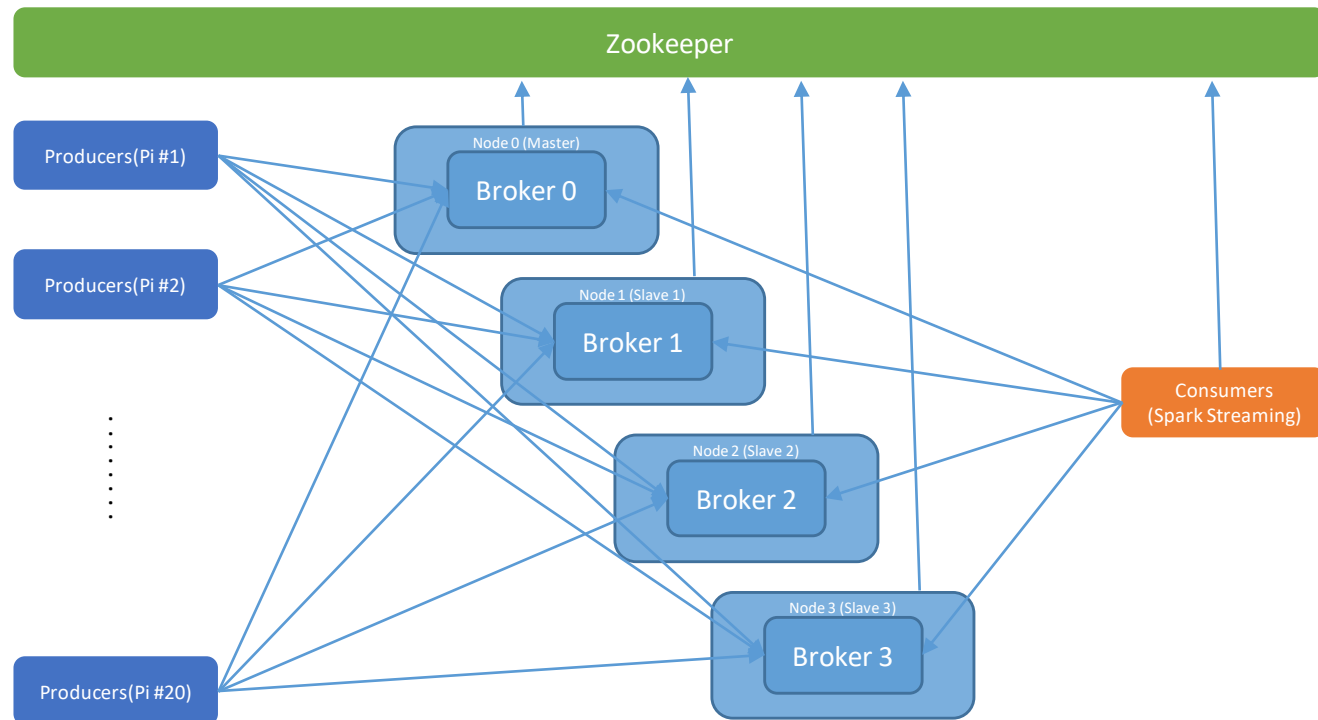 Zookeeper
Producers(Pi #1)
Node 0 (Master)
Broker 0
Producers(Pi #2)
Node 1 (Slave 1)
Broker 1
Consumers
(Spark Streaming)
Node 2 (Slave 2)
Broker 2
Node 3 (Slave 3)
Broker 3
Producers(Pi #20)